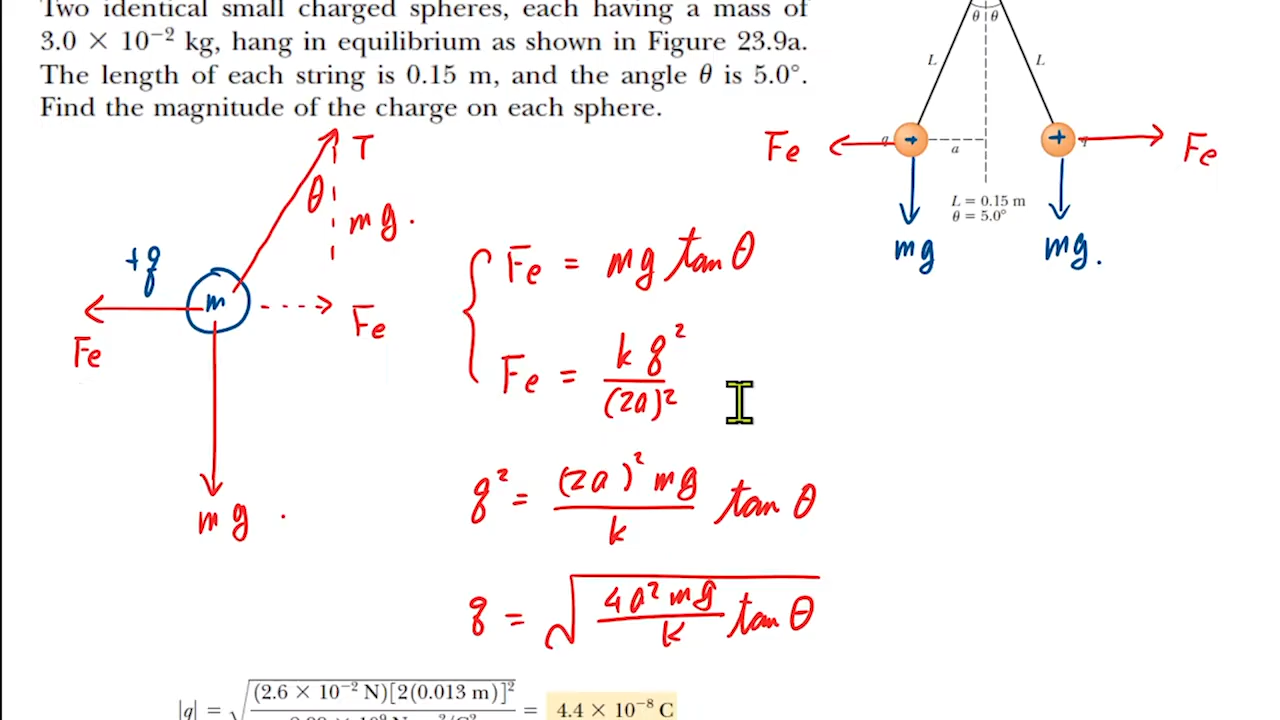 Two identical small charged spheres, each having a mass of
3.0 × 10⁻² kg, hang in equilibrium as shown in Figure 23.9a.
The length of each string is 0.15 m, and the angle θ is 5.0°.
Find the magnitude of the charge on each sphere.
θ θ
L L
Fe q + a + q Fe
L = 0.15 m
θ = 5.0°
mg mg.
T
θ
mg.
+q
m
Fe Fe
mg.
Fe = mg tan θ
Fe = kq² / (2a)²
q² = (2a)² mg / k tan θ
q = √(4a² mg / k tan θ)
|q| = √((2.6 × 10⁻² N)[2(0.013 m)]² = 4.4 × 10⁻⁸ C